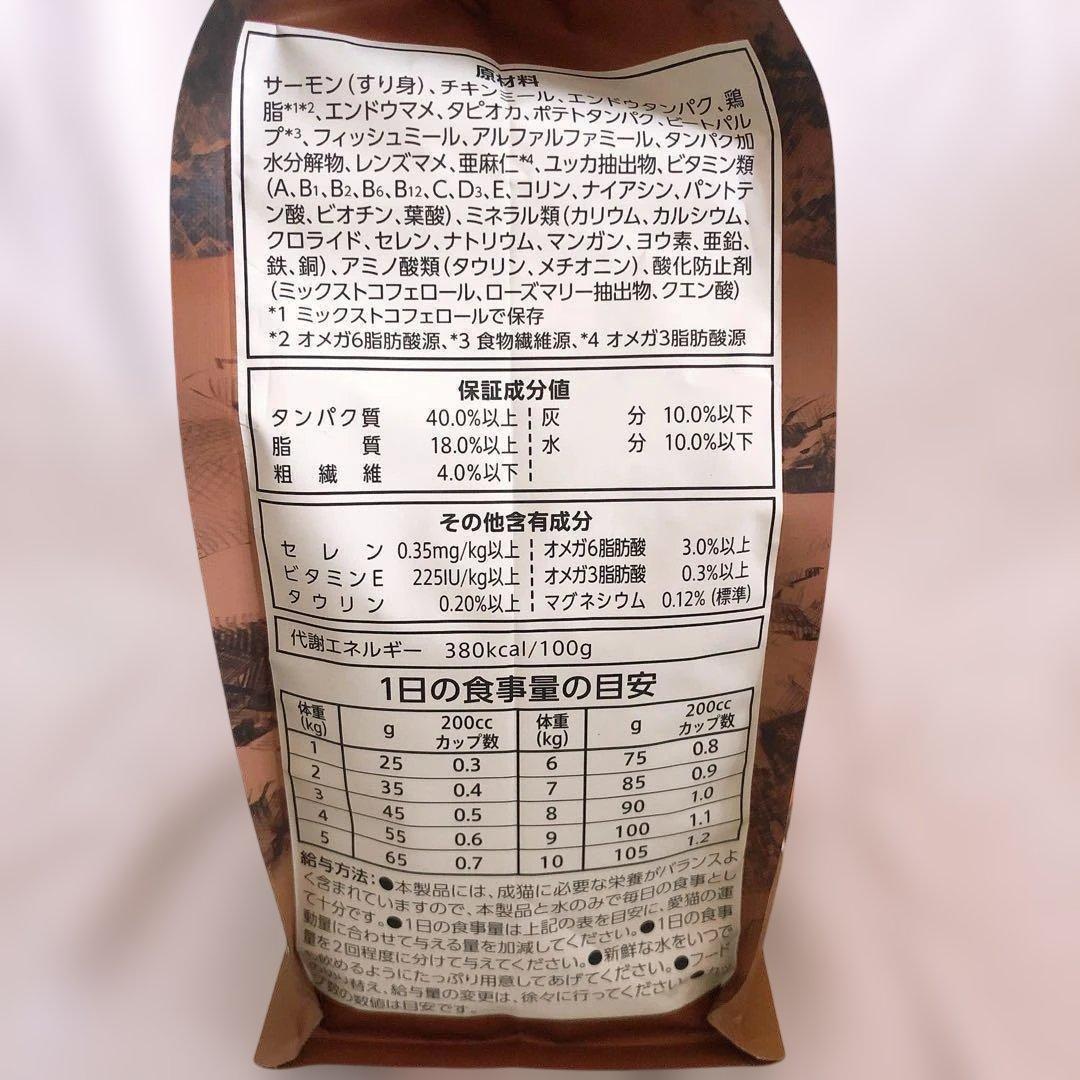 原材料
サーモン(すり身)、チキンミール、エンドウタンパク、鶏
脂*1*2、エンドウマメ、タピオカ、ポテトタンパク、ビートパル
プ*3、フィッシュミール、アルファルファミール、タンパク加
水分解物、レンズマメ、亜麻仁*4、ユッカ抽出物、ビタミン類
(A、B1、B2、B6、B12、C、D3、E、コリン、ナイアシン、パントテ
ン酸、ビオチン、葉酸)、ミネラル類(カリウム、カルシウム、
クロライド、セレン、ナトリウム、マンガン、ヨウ素、亜鉛、
鉄、銅)、アミノ酸類(タウリン、メチオニン)、酸化防止剤
(ミックストコフェロール、ローズマリー抽出物、クエン酸)
*1 ミックストコフェロールで保存
*2 オメガ6脂肪酸源、*3 食物繊維源、*4 オメガ3脂肪酸源
保証成分値
タンパク質 40.0%以上 灰分 10.0%以下
脂質 18.0%以上 水分 10.0%以下
粗繊維 4.0%以下
その他含有成分
セレン 0.35mg/kg以上 オメガ6脂肪酸 3.0%以上
ビタミンE 225IU/kg以上 オメガ3脂肪酸 0.3%以上
タウリン 0.20%以上 マグネシウム 0.12% (標準)
代謝エネルギー 380kcal/100g
1日の食事量の目安
体重(kg) g 200ccカップ数 体重(kg) g 200ccカップ数
1 25 0.3 6 75 0.8
2 35 0.4 7 85 0.9
3 45 0.5 8 90 1.0
4 55 0.6 9 100 1.1
5 65 0.7 10 105 1.2
給与方法:●本製品には、成猫に必要な栄養がバランスよ
く含まれていますので、本製品と水のみで毎日の食事とし
て十分です。●1日の食事量は上記の表を目安に、愛猫の運
動量に合わせて与える量を加減してください。●1日の食事
量を2回程度に分けて与えてください。●新鮮な水をいつで
も飲めるようにたっぷり用意してあげてください。●フード
替え、給与量の変更は、徐々に行ってください。●カッ
プ数の数値は目安です。